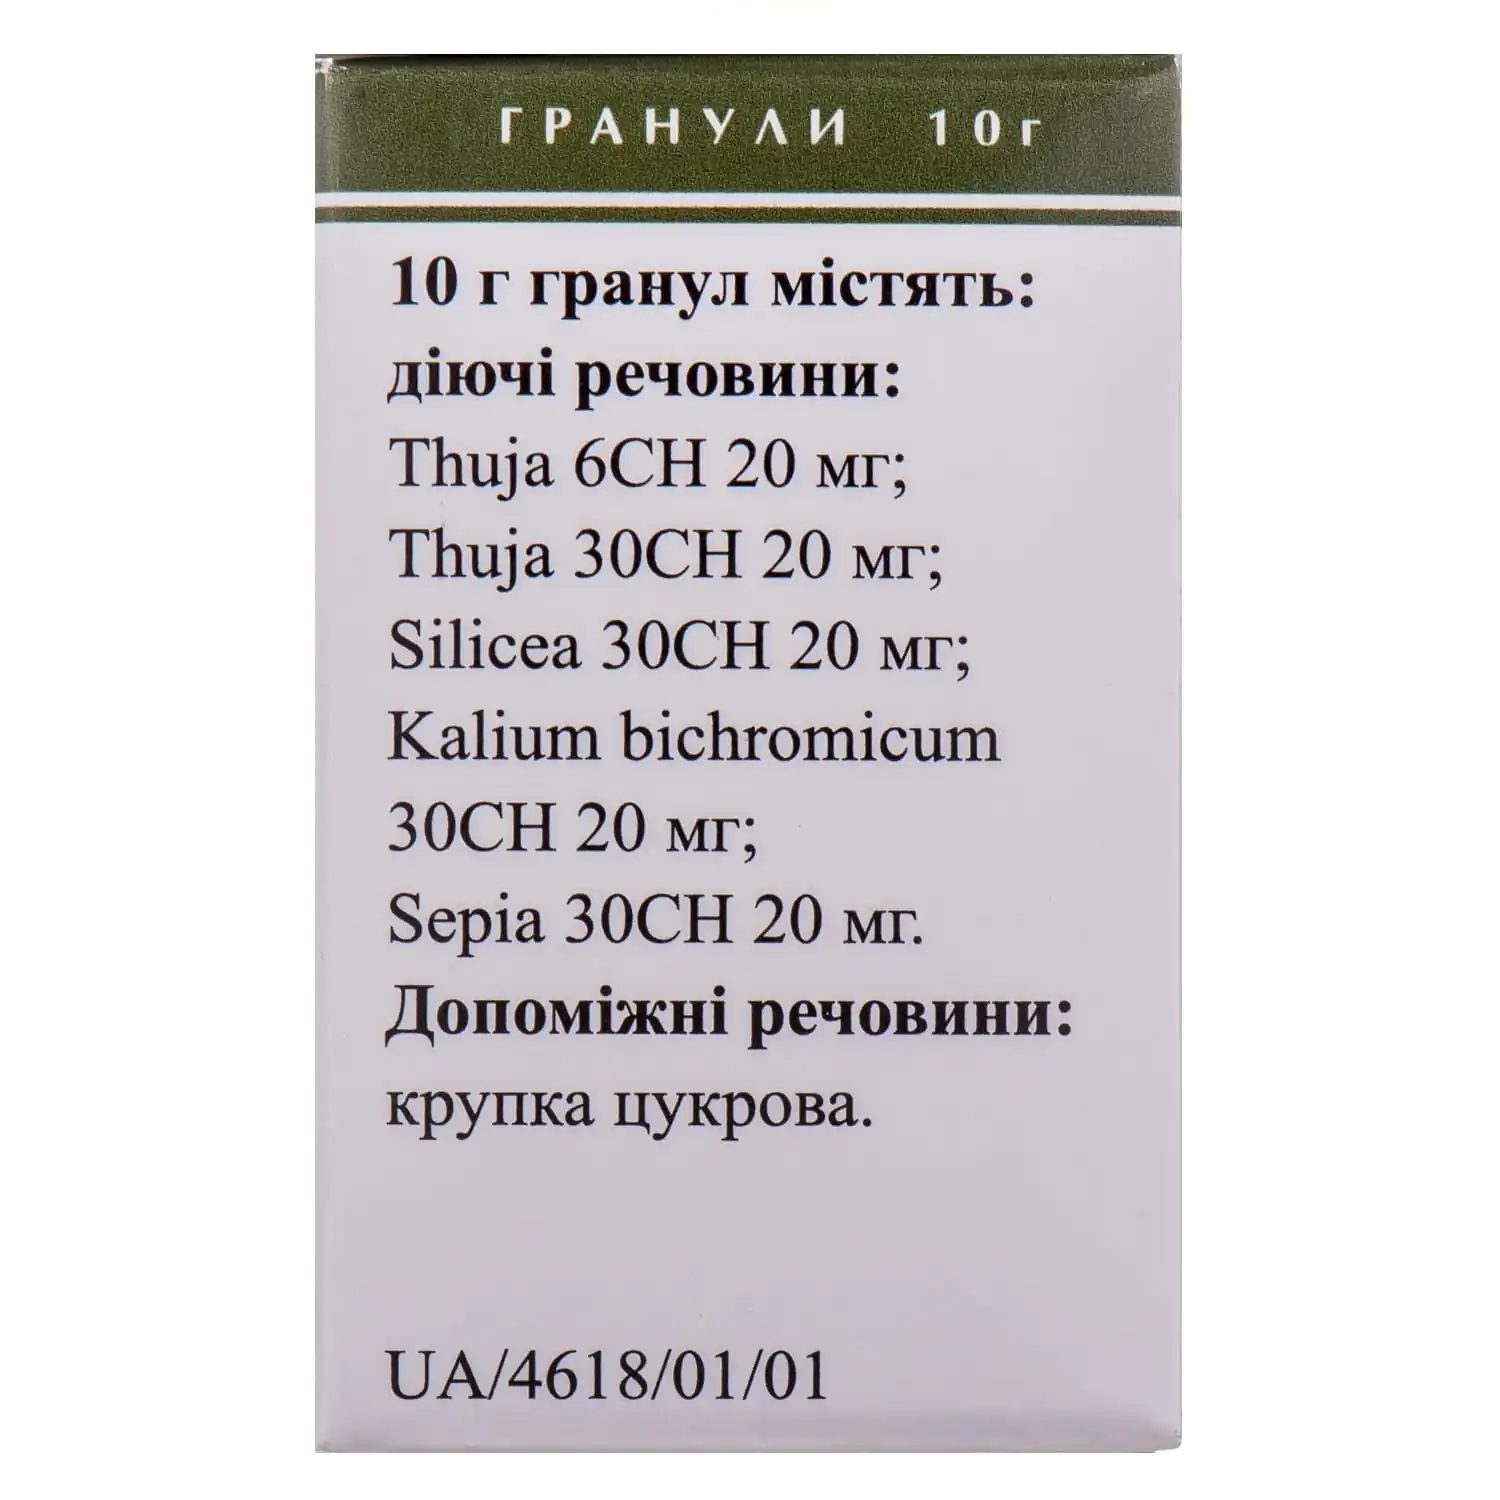 ГРАНУЛИ 10г
10 г гранул містять:
діючі речовини:
Thuja 6CH 20 мг;
Thuja 30CH 20 мг;
Silicea 30CH 20 мг;
Kalium bichromicum
30CH 20 мг;
Sepia 30CH 20 мг.
Допоміжні речовини:
крупка цукрова.
UA/4618/01/01